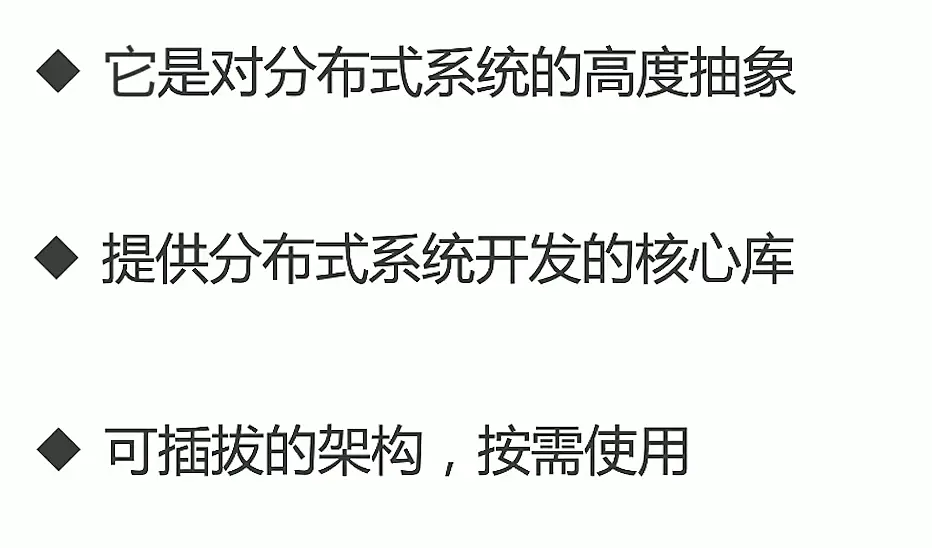 ◆ 它是对分布式系统的高度抽象
◆ 提供分布式系统开发的核心库
◆ 可插拔的架构，按需使用